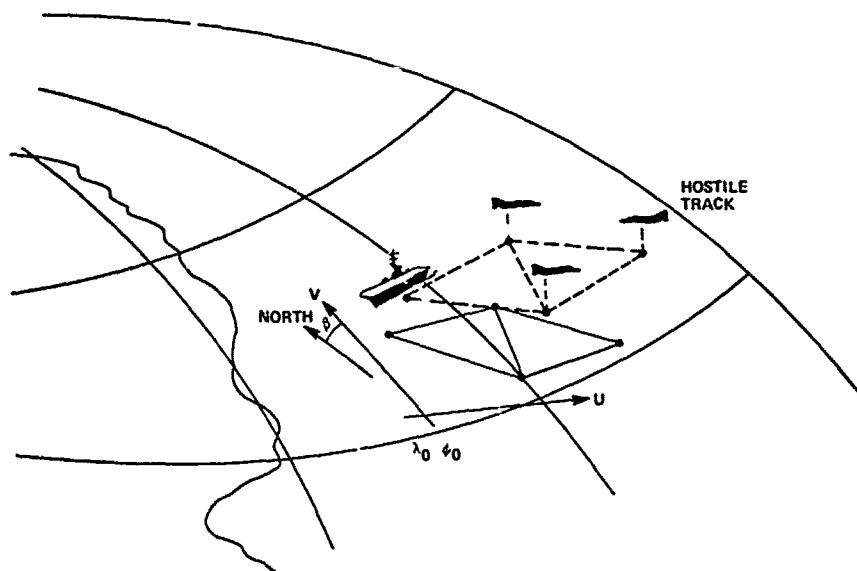 HOSTILE
TRACK
V
NORTH
β
U
λ0 ϕ0